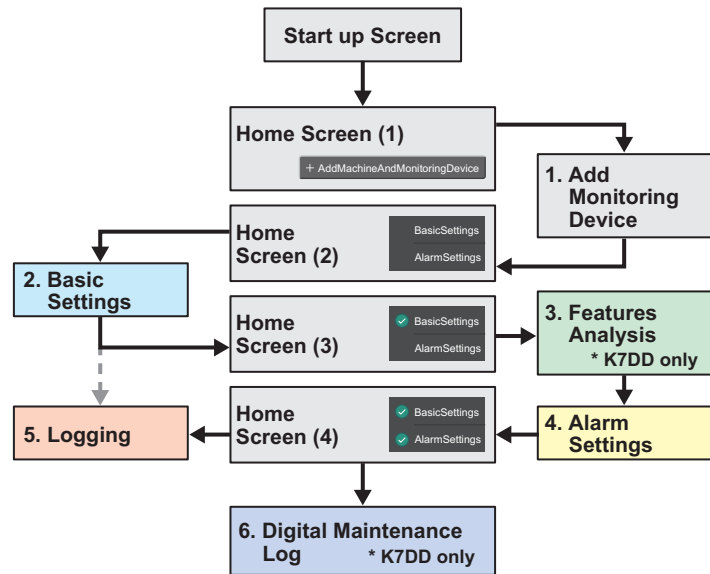 Start up Screen
Home Screen (1)
+ AddMachineAndMonitoringDevice
1. Add
Monitoring
Device
Home
Screen (2)
BasicSettings
AlarmSettings
2. Basic
Settings
Home
Screen (3)
BasicSettings
AlarmSettings
3. Features
Analysis
* K7DD only
Home
Screen (4)
BasicSettings
AlarmSettings
4. Alarm
Settings
5. Logging
6. Digital Maintenance
Log * K7DD only